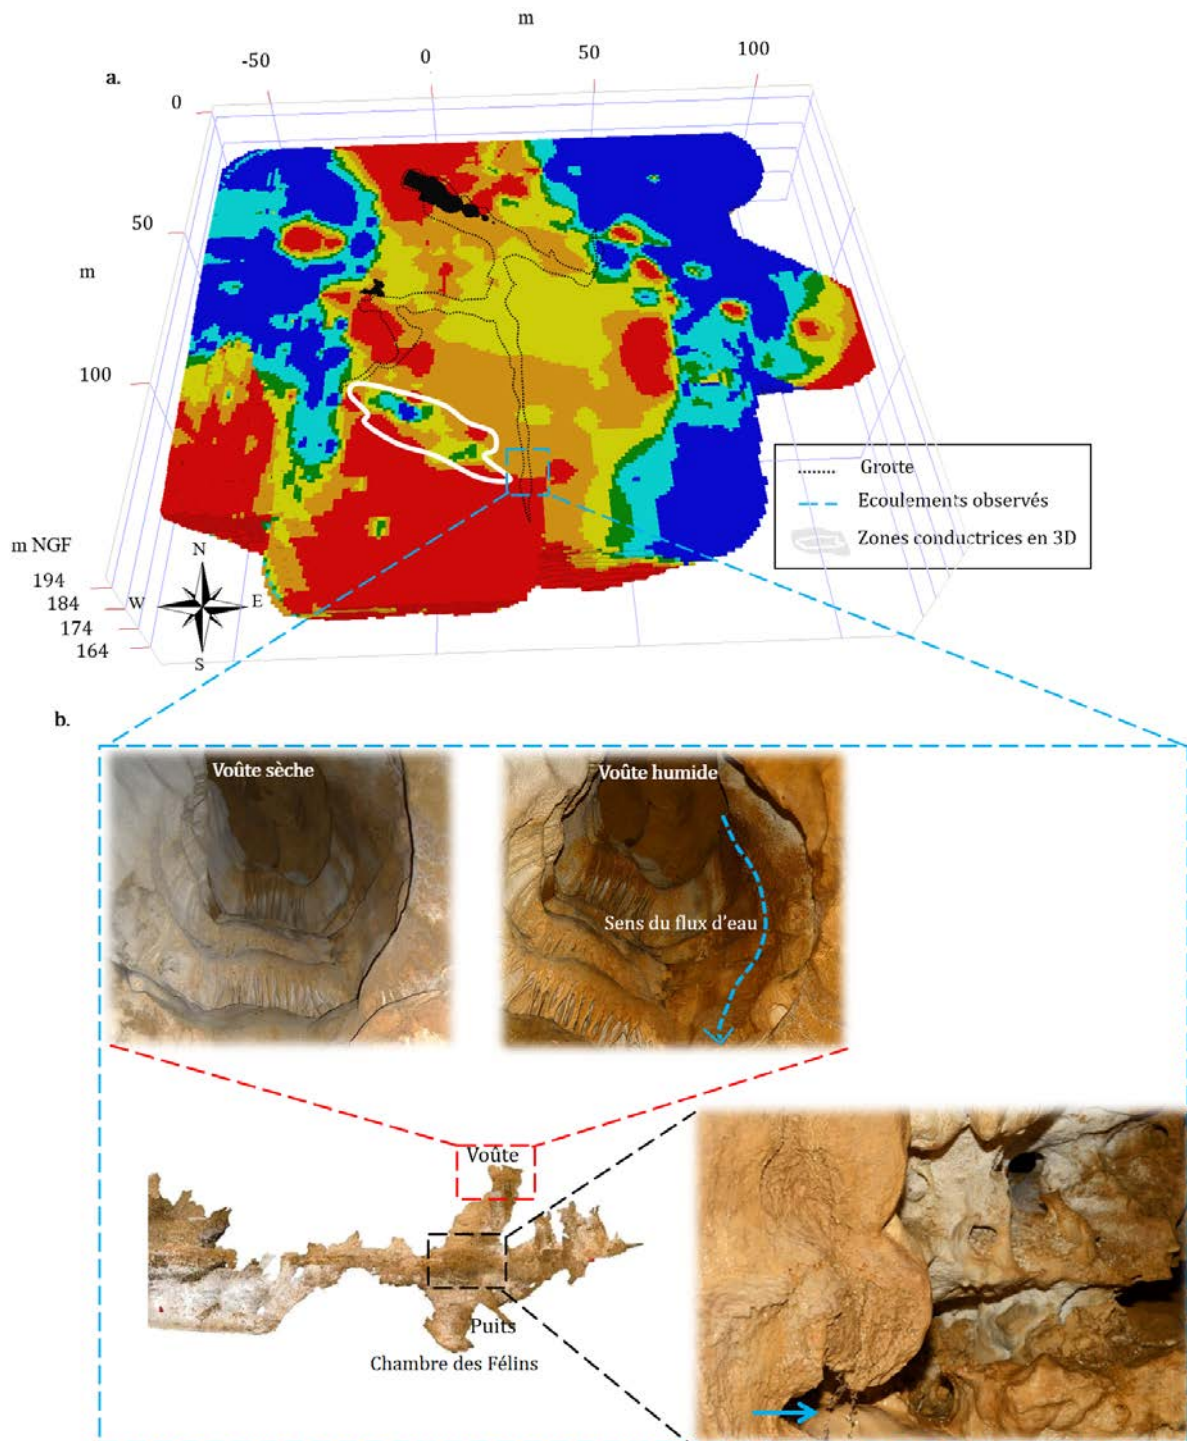 m
-50
0
50
100
a.
0
50
m
100
Grotte
Ecoulements observés
Zones conductrices en 3D
m NGF
194
184
174
164
N
W
E
S
b.
Voûte sèche
Voûte humide
Sens du flux d'eau
Voûte
Puits
Chambre des Félins